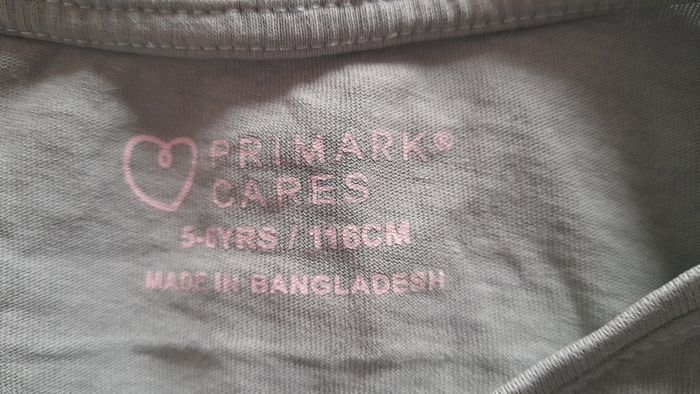 PRIMARK®
CARES
5-6YRS / 116CM
MADE IN BANGLADESH